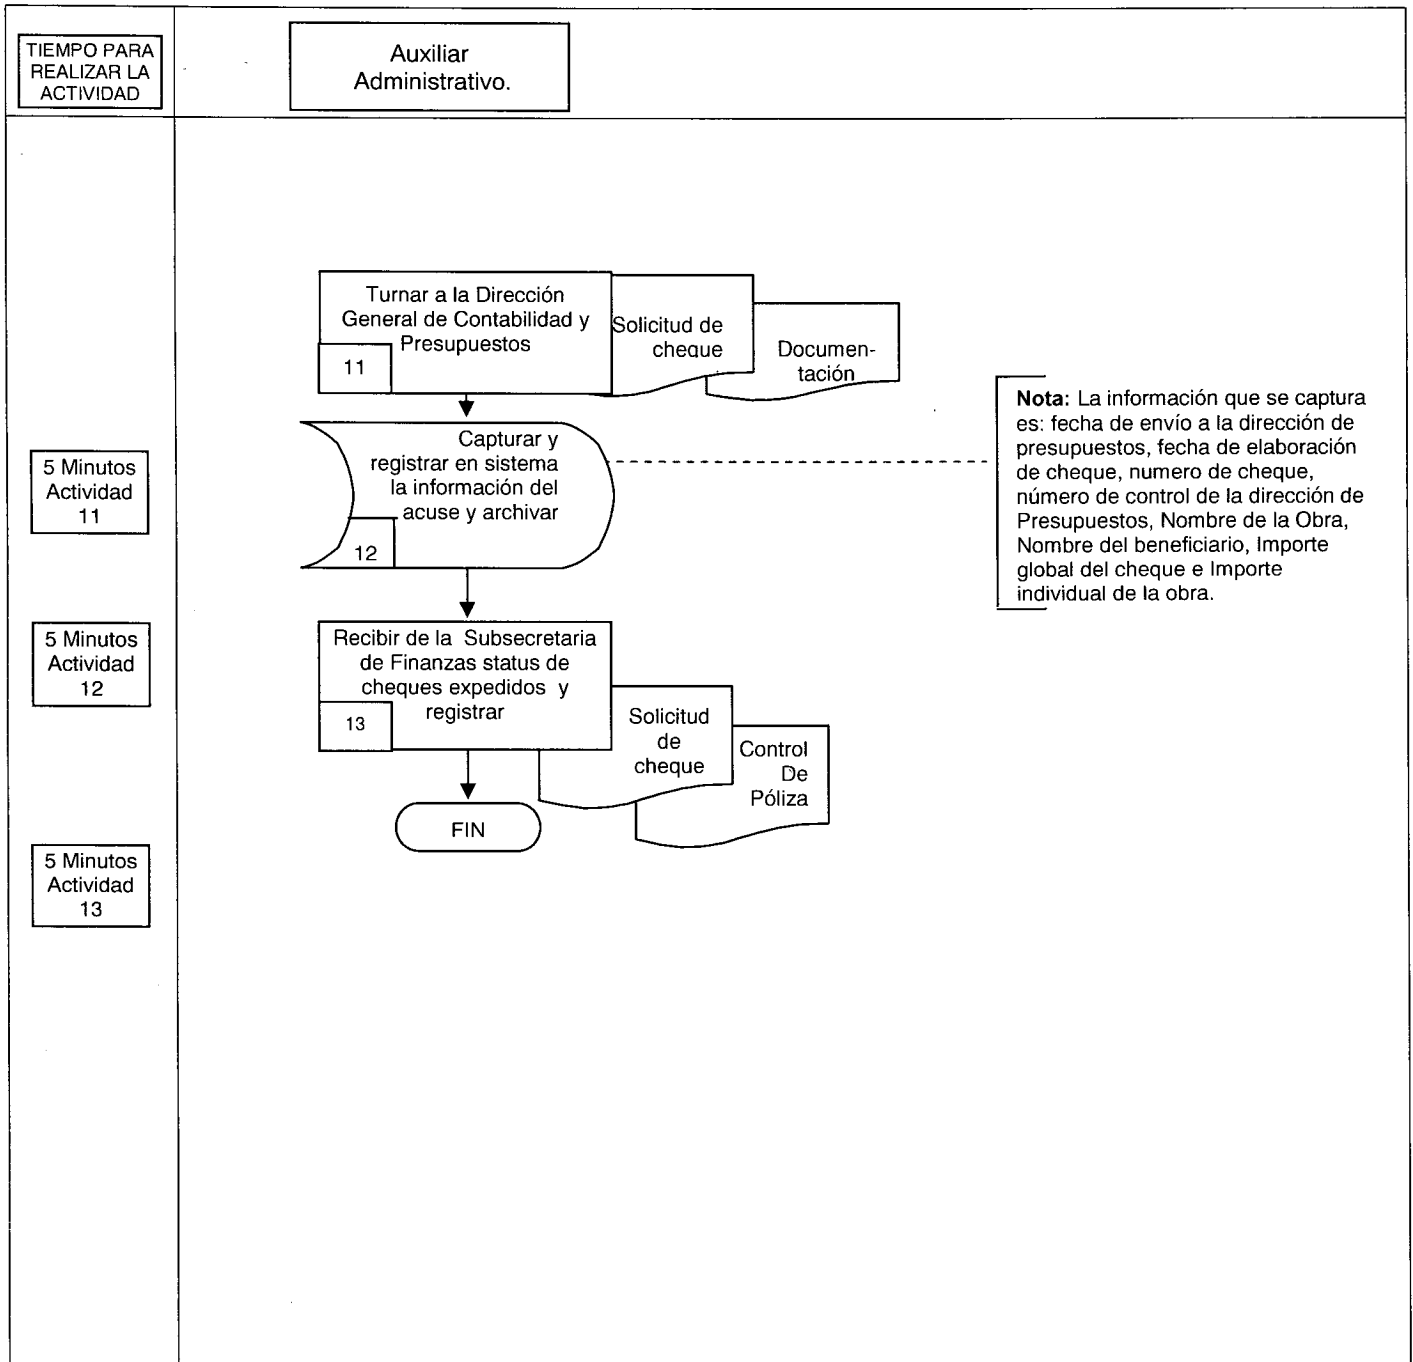 TIEMPO PARA
REALIZAR LA
ACTIVIDAD
Auxiliar
Administrativo.
Turnar a la Dirección
General de Contabilidad y
Presupuestos
11
Solicitud de
cheque
Documen-
tación
Capturar y
registrar en sistema
la información del
acuse y archivar
12
Nota: La información que se captura
es: fecha de envío a la dirección de
presupuestos, fecha de elaboración
de cheque, numero de cheque,
número de control de la dirección de
Presupuestos, Nombre de la Obra,
Nombre del beneficiario, Importe
global del cheque e Importe
individual de la obra.
5 Minutos
Actividad
11
5 Minutos
Actividad
12
Recibir de la Subsecretaria
de Finanzas status de
cheques expedidos y
registrar
13
Solicitud
de
cheque
Control
De
Póliza
FIN
5 Minutos
Actividad
13